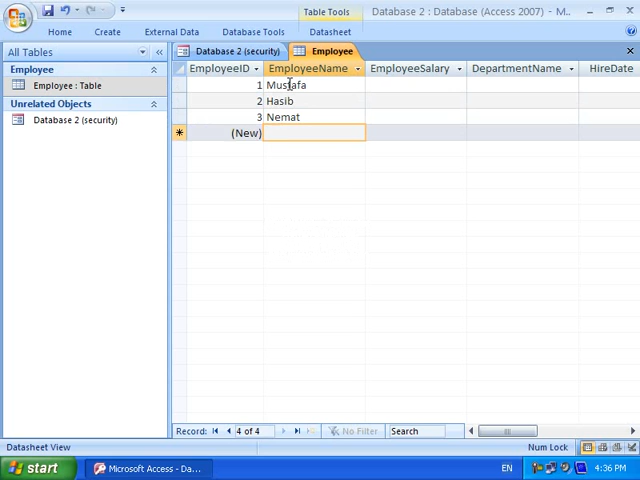 Table Tools
Database 2 : Database (Access 2007) - M...
Home
Create
External Data
Database Tools
Datasheet
All Tables
Employee
Employee : Table
Unrelated Objects
Database 2 (security)
Database 2 (security)
Employee
EmployeeID
EmployeeName
EmployeeSalary
DepartmentName
HireDate
1 Mustafa
2 Hasib
3 Nemat
(New)
Record:
4 of 4
No Filter
Search
Datasheet View
Num Lock
start
Microsoft Access - Da...
EN
4:36 PM